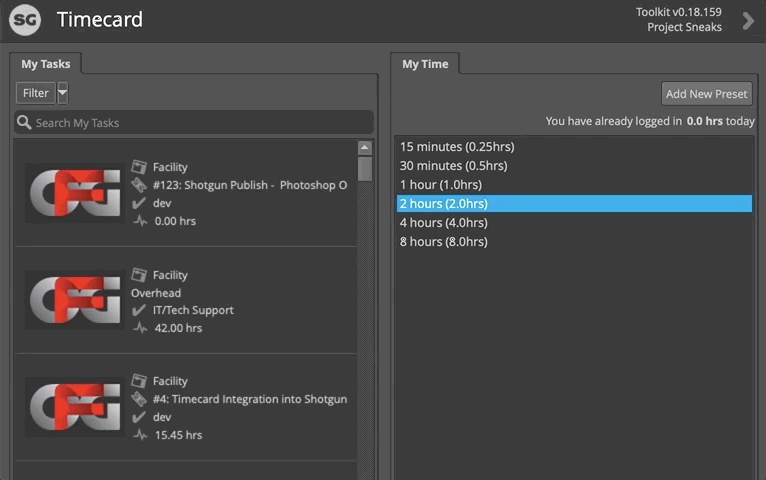 SG
Timecard
Toolkit v0.18.159
Project Sneaks
My Tasks
Filter
Search My Tasks
Facility
#123: Shotgun Publish - Photoshop O
dev
0.00 hrs
Facility
Overhead
IT/Tech Support
42.00 hrs
Facility
#4: Timecard Integration into Shotgun
dev
15.45 hrs
My Time
Add New Preset
You have already logged in 0.0 hrs today
15 minutes (0.25hrs)
30 minutes (0.5hrs)
1 hour (1.0hrs)
2 hours (2.0hrs)
4 hours (4.0hrs)
8 hours (8.0hrs)